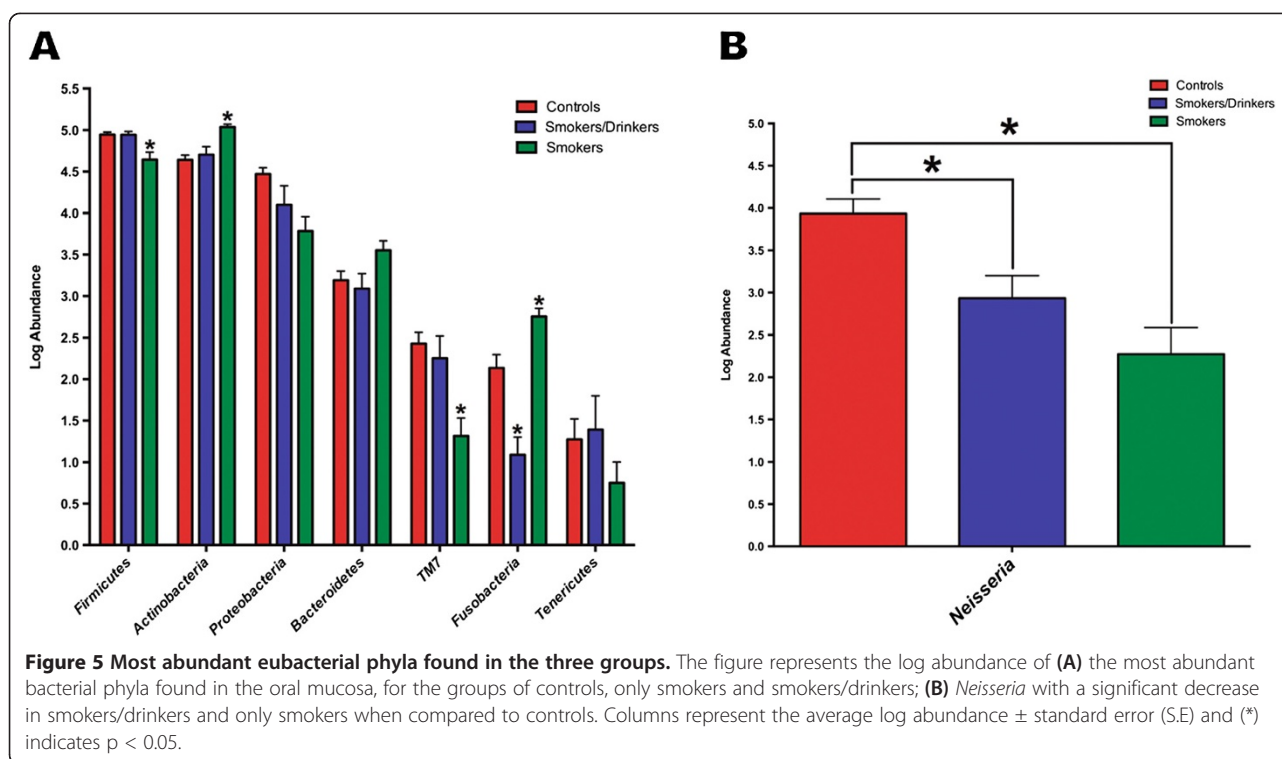 A
5.5
5.0
4.5
4.0
3.5
3.0
2.5
2.0
1.5
1.0
0.5
0.0
Log Abundance
Controls
Smokers/Drinkers
Smokers
*
*
*
*
*
Firmicutes
Actinobacteria
Proteobacteria
Bacteroidetes
TM7
Fusobacteria
Tenericutes
B
Controls
Smokers/Drinkers
Smokers
5.0
4.5
4.0
3.5
3.0
2.5
2.0
1.5
1.0
0.5
0.0
Log Abundance
*
*
Neisseria
Figure 5 Most abundant eubacterial phyla found in the three groups. The figure represents the log abundance of (A) the most abundant
bacterial phyla found in the oral mucosa, for the groups of controls, only smokers and smokers/drinkers; (B) Neisseria with a significant decrease
in smokers/drinkers and only smokers when compared to controls. Columns represent the average log abundance ± standard error (S.E) and (*)
indicates p < 0.05.